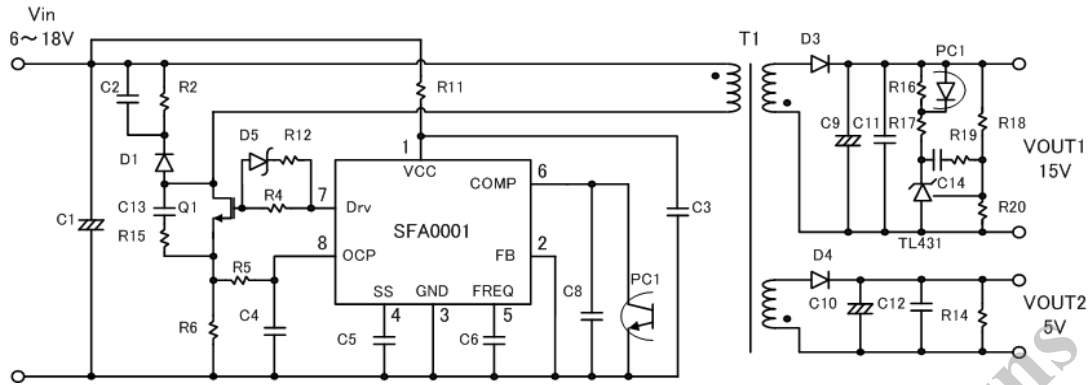 Vin
6～18V
T1
D3
PC1
C2
R2
R11
R16
D5
R12
C9
C11
R17
R19
R18
VOUT1
15V
D1
1
VCC
COMP
6
C14
C13
Q1
R4
7
Drv
SFA0001
C3
R20
C1
R15
8
OCP
FB
2
TL431
R5
D4
PC1
C8
C10
C12
R14
VOUT2
5V
R6
C4
SS
GND
FREQ
4
3
5
C5
C6
ns